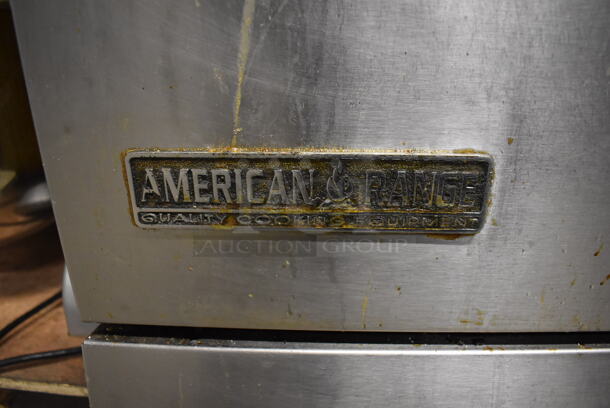 AMERICAN RANGE
QUALITY COOKING EQUIPMENT
AUCTION GROUP